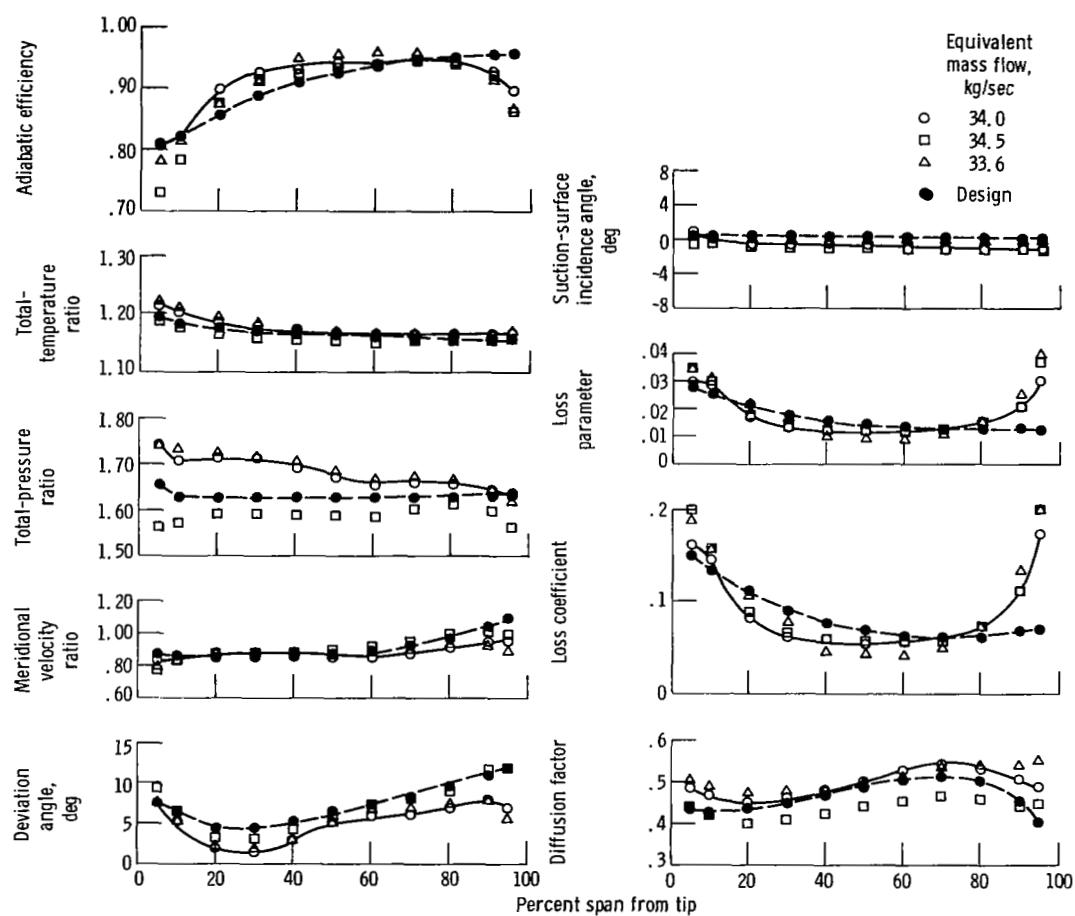 1.00
.90
.80
.70
Adiabatic efficiency
1.30
1.20
1.10
Total-
temperature
ratio
1.80
1.70
1.60
1.50
Total-pressure
ratio
1.20
1.00
.80
.60
Meridional
velocity
ratio
15
10
5
0
Deviation
angle,
deg
0 20 40 60 80 100
Equivalent
mass flow,
kg/sec
34.0
34.5
33.6
Design
8
4
0
-4
-8
Suction-surface
incidence angle,
deg
.04
.03
.02
.01
0
Loss
parameter
.2
.1
0
Loss coefficient
.6
.5
.4
.3
Diffusion factor
0 20 40 60 80 100
Percent span from tip